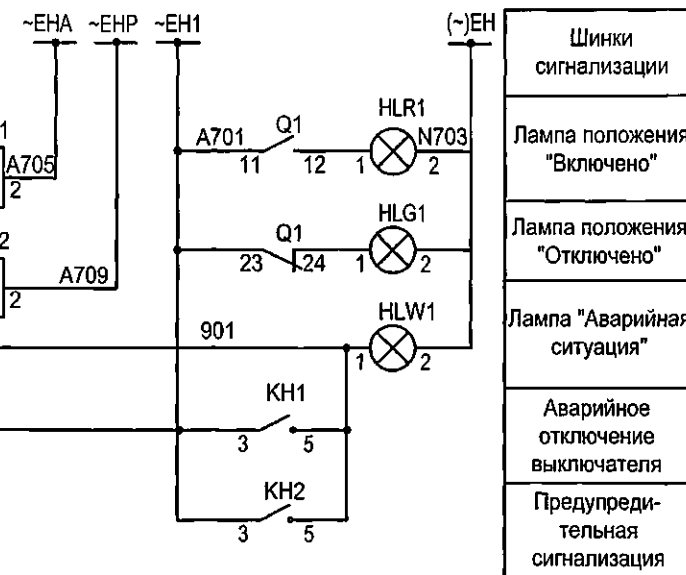 ~EHA ~EHP ~EH1 (~)EH
Шинки
сигнализации
1
A705
2
A701 Q1 HLR1 N703
11 12 1 2
Лампа положения
"Включено"
2
A709
2
Q1 HLG1
23 24 1 2
Лампа положения
"Отключено"
901 HLW1
1 2
Лампа "Аварийная
ситуация"
KH1
3 5
Аварийное
отключение
выключателя
KH2
3 5
Предупреди-
тельная
сигнализация